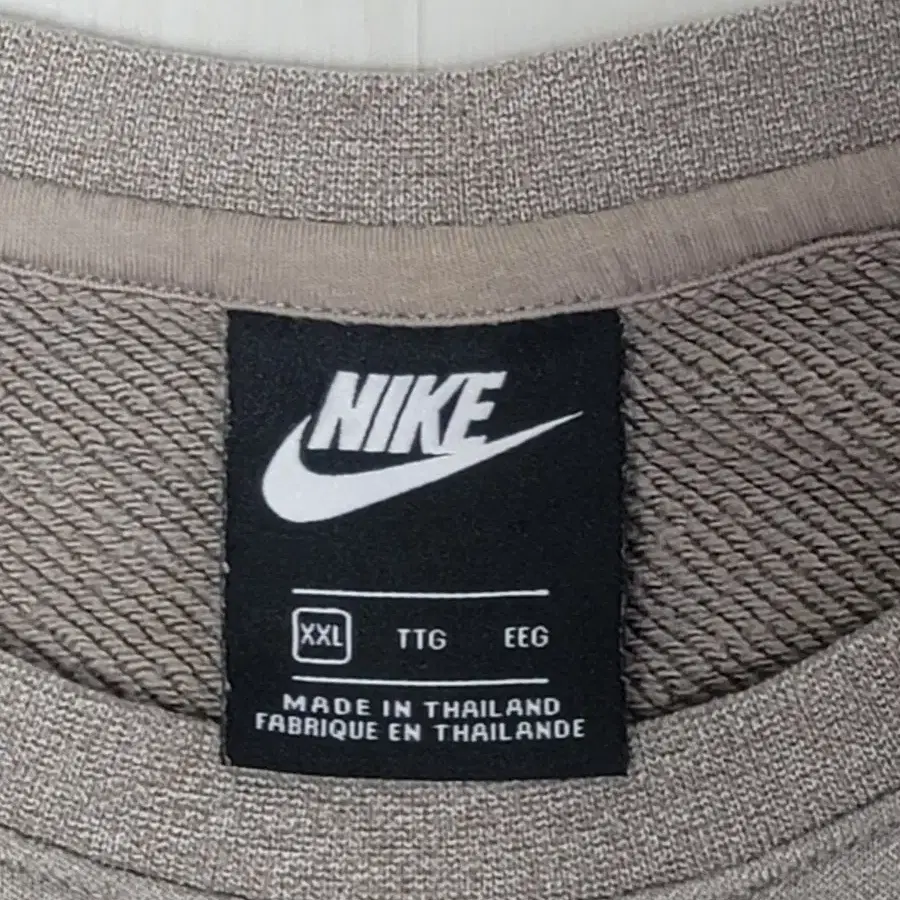 NIKE
XXL TTG EEG
MADE IN THAILAND
FABRIQUE EN THAILANDE